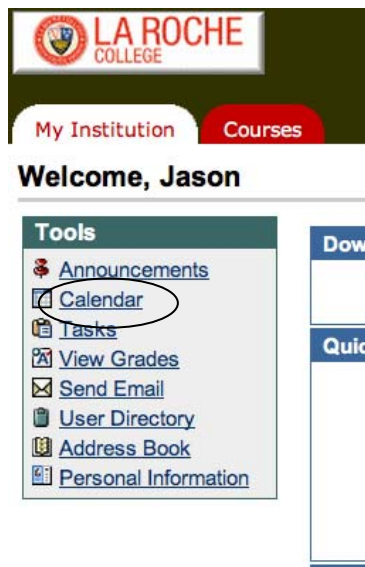 LA ROCHE
COLLEGE
My Institution
Courses
Welcome, Jason
Tools
Announcements
Calendar
Tasks
View Grades
Send Email
User Directory
Address Book
Personal Information
Dow
Quic